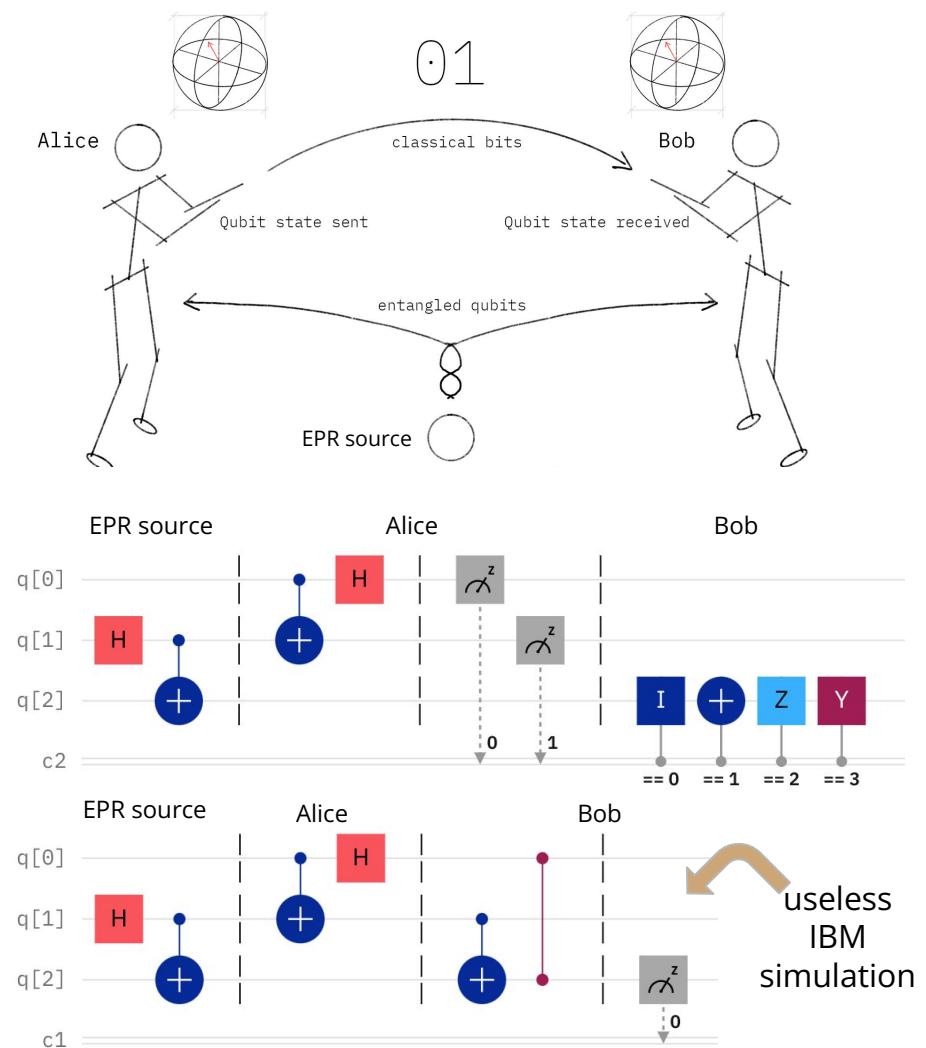 01
Alice
classical bits
Bob
Qubit state sent
Qubit state received
entangled qubits
EPR source
EPR source
Alice
Bob
q[0]
H
z
q[1]
H
z
q[2]
I
Z
Y
0
1
c2
== 0
== 1
== 2
== 3
EPR source
Alice
Bob
q[0]
H
q[1]
H
useless
IBM
simulation
q[2]
z
0
c1